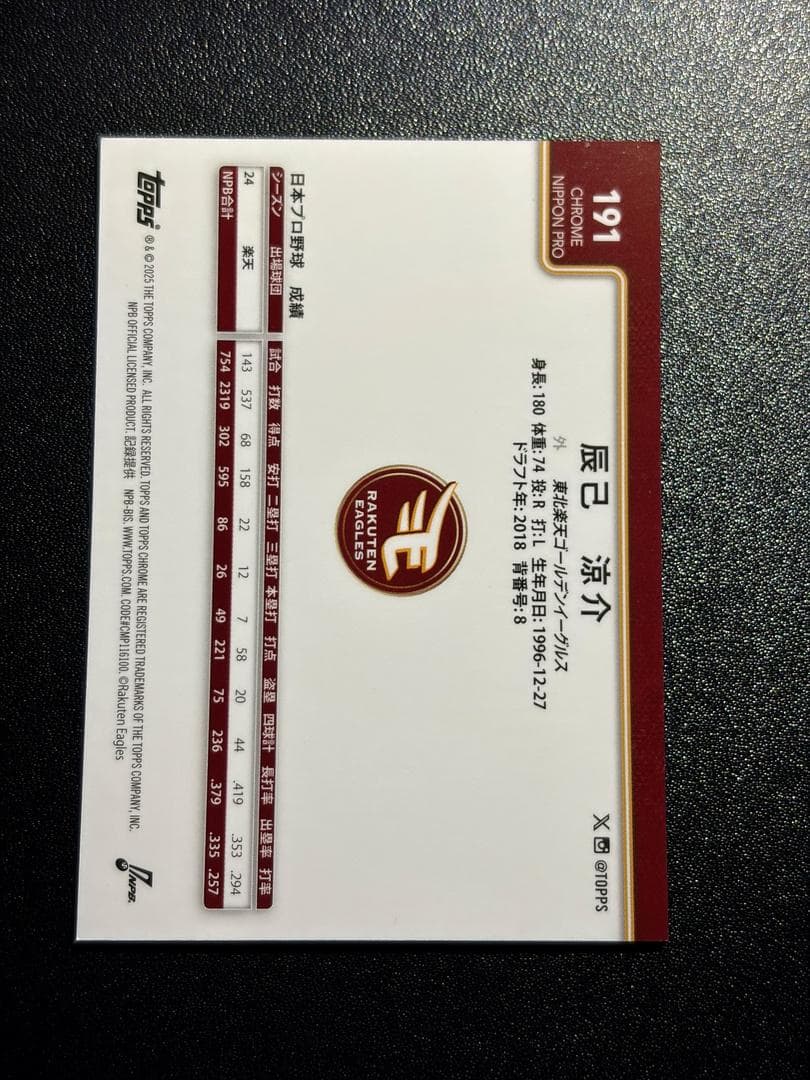 191
CHROME
NIPPON PRO
辰己 涼介
外 東北楽天ゴールデンイーグルス
身長: 180 体重: 74 投: R 打: L 生年月日: 1996-12-27
ドラフト年: 2018 背番号: 8
X @TOPPS
RAKUTEN
EAGLES
日本プロ野球 成績
シーズン 出場球団 試合 打数 得点 安打 二塁打 三塁打 本塁打 打点 盗塁 四球計 長打率 出塁率 打率
24 楽天 143 537 68 158 22 12 7 58 20 44 .419 .353 .294
NPB合計 754 2319 302 595 86 26 49 221 75 236 .379 .335 .257
topps
® & © 2025 THE TOPPS COMPANY, INC. ALL RIGHTS RESERVED. TOPPS AND TOPPS CHROME ARE REGISTERED TRADEMARKS OF THE TOPPS COMPANY, INC.
NPB OFFICIAL LICENSED PRODUCT. 記録提供 NPB-BIS. WWW.TOPPS.COM. CODE#CMP116100. ©Rakuten Eagles
NPB.